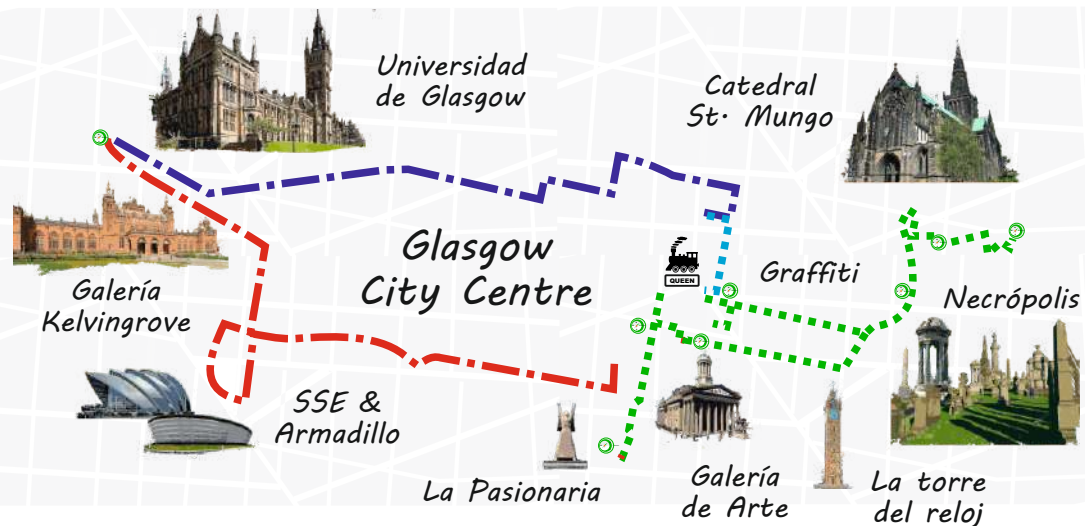 Universidad
de Glasgow
Catedral
St. Mungo
Glasgow
City Centre
QUEEN
Graffiti
Galería
Kelvingrove
Necrópolis
SSE &
Armadillo
La Pasionaria
Galería
de Arte
La torre
del reloj